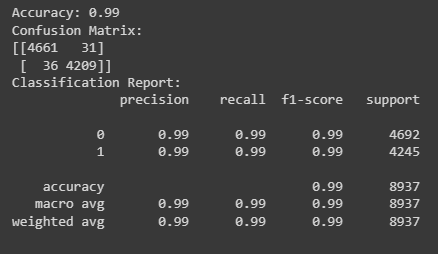 Accuracy: 0.99
Confusion Matrix:
[[4661   31]
 [  36 4209]]
Classification Report:
              precision    recall  f1-score   support

           0       0.99      0.99      0.99      4692
           1       0.99      0.99      0.99      4245

    accuracy                           0.99      8937
   macro avg       0.99      0.99      0.99      8937
weighted avg       0.99      0.99      0.99      8937